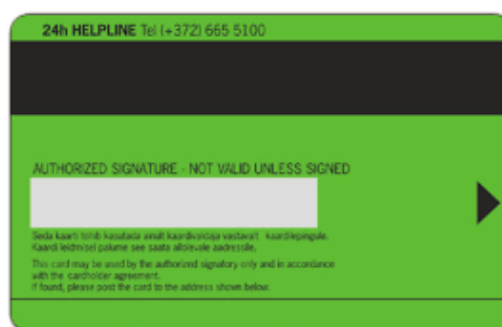 24h HELPLINE Tel (+372) 665 5100
AUTHORIZED SIGNATURE - NOT VALID UNLESS SIGNED
Seda kaarti tohib kasutada ainult kaardivaldaja vastavalt kaardilepingule.
Kaardi leidmisel palume see saata allolevale aadressile.
This card may be used by the authorized signatory only and in accordance
with the cardholder agreement.
If found, please post the card to the address shown below.